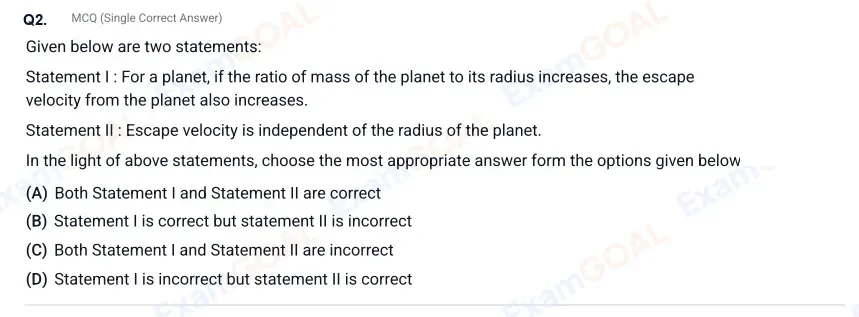 Q2. MCQ (Single Correct Answer)
Given below are two statements:
Statement I : For a planet, if the ratio of mass of the planet to its radius increases, the escape
velocity from the planet also increases.
Statement II : Escape velocity is independent of the radius of the planet.
In the light of above statements, choose the most appropriate answer form the options given below
(A) Both Statement I and Statement II are correct
(B) Statement I is correct but statement II is incorrect
(C) Both Statement I and Statement II are incorrect
(D) Statement I is incorrect but statement II is correct